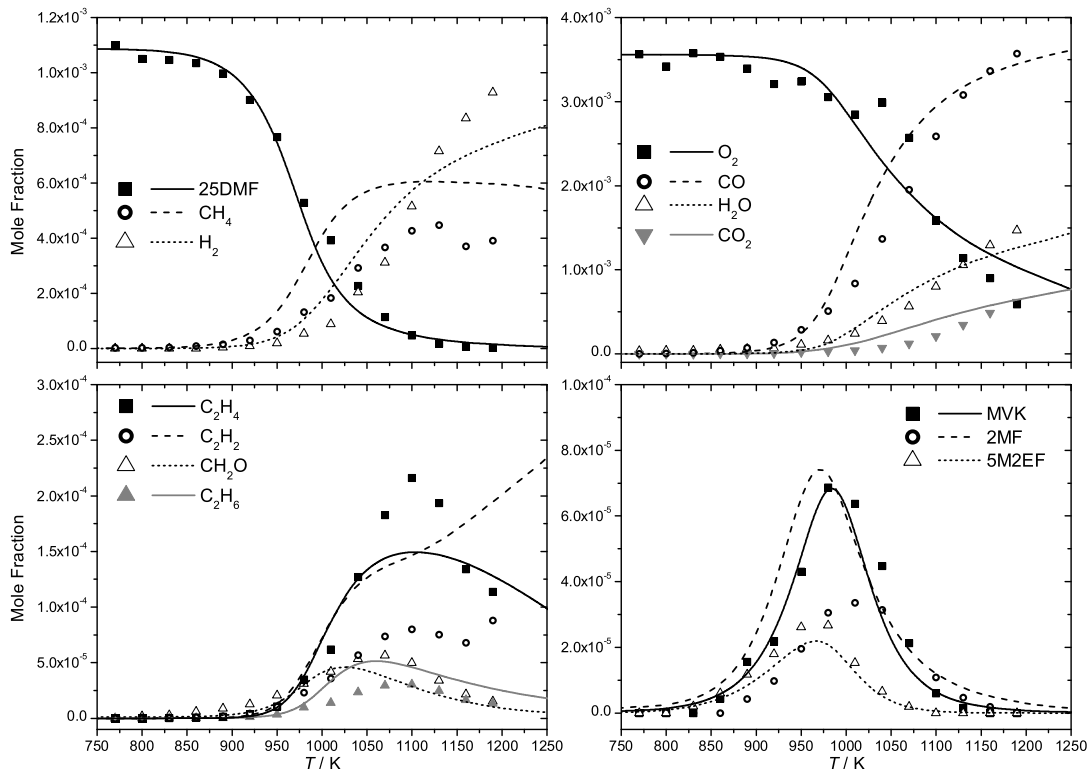 1.2x10⁻³
1.0x10⁻³
8.0x10⁻⁴
6.0x10⁻⁴
4.0x10⁻⁴
2.0x10⁻⁴
0.0
Mole Fraction
25DMF
CH₄
H₂
4.0x10⁻³
3.0x10⁻³
2.0x10⁻³
1.0x10⁻³
0.0
O₂
CO
H₂O
CO₂
3.0x10⁻⁴
2.5x10⁻⁴
2.0x10⁻⁴
1.5x10⁻⁴
1.0x10⁻⁴
5.0x10⁻⁵
0.0
Mole Fraction
C₂H₄
C₂H₂
CH₂O
C₂H₆
750 800 850 900 950 1000 1050 1100 1150 1200 1250
T / K
1.0x10⁻⁴
8.0x10⁻⁵
6.0x10⁻⁵
4.0x10⁻⁵
2.0x10⁻⁵
0.0
MVK
2MF
5M2EF
750 800 850 900 950 1000 1050 1100 1150 1200 1250
T / K